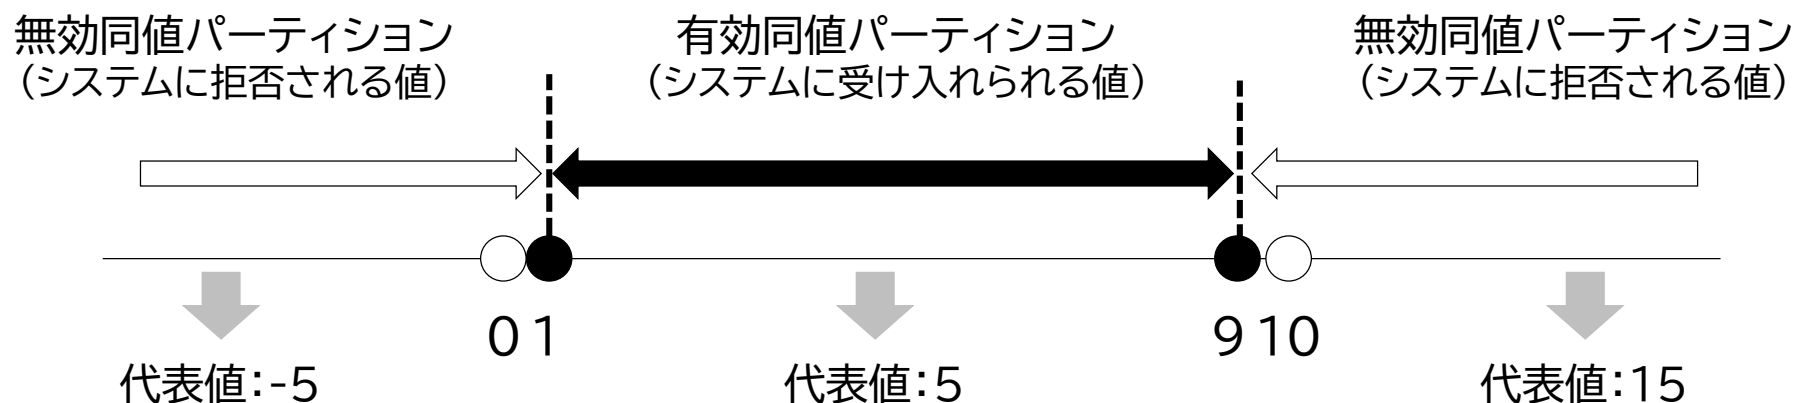 無効同値パーティション
（システムに拒否される値）
有効同値パーティション
（システムに受け入れられる値）
無効同値パーティション
（システムに拒否される値）
0 1
9 10
代表値：-5
代表値：5
代表値：15